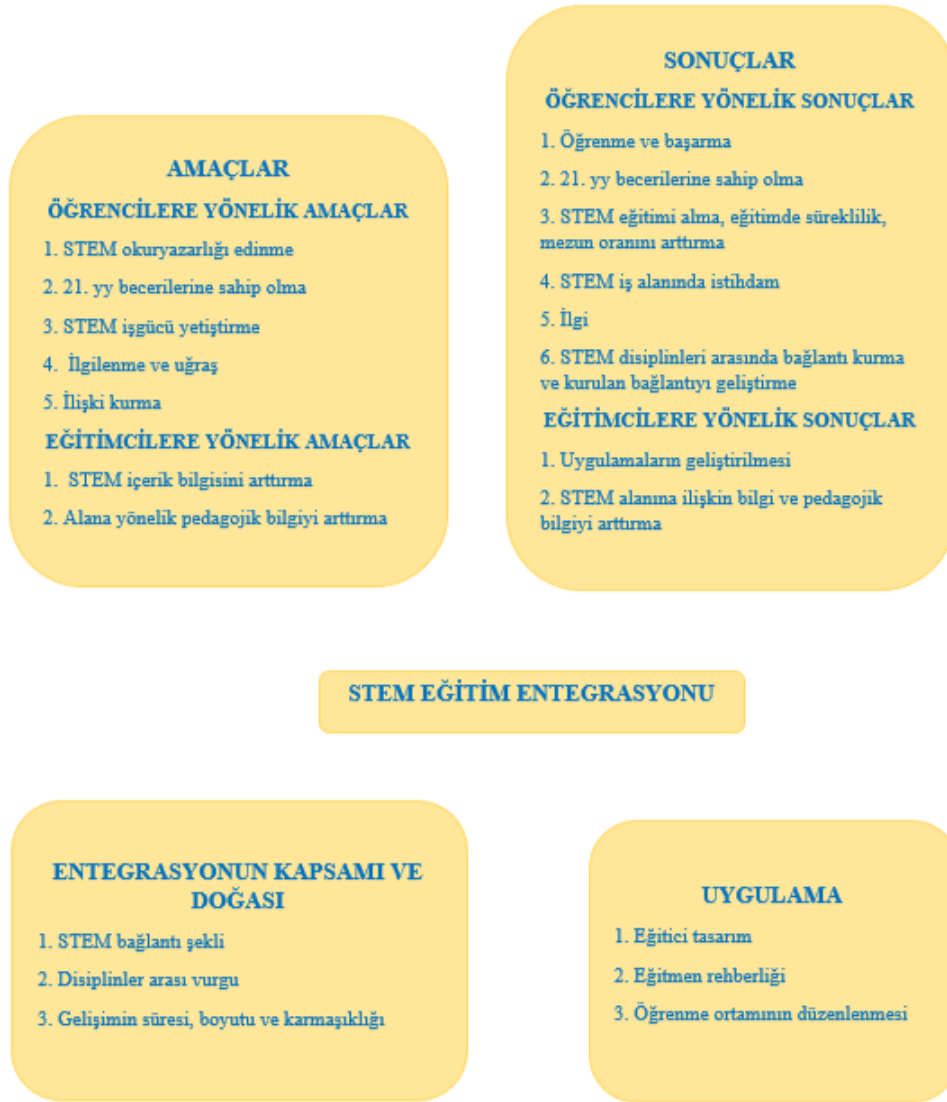 AMAÇLAR
ÖĞRENCİLERE YÖNELİK AMAÇLAR
1. STEM okuryazarlığı edinme
2. 21. yy becerilerine sahip olma
3. STEM işgücü yetiştirme
4. İlgilenme ve uğraş
5. İlişki kurma
EĞİTİMCİLERE YÖNELİK AMAÇLAR
1. STEM içerik bilgisini arttırma
2. Alana yönelik pedagojik bilgiyi arttırma
SONUÇLAR
ÖĞRENCİLERE YÖNELİK SONUÇLAR
1. Öğrenme ve başarma
2. 21. yy becerilerine sahip olma
3. STEM eğitimi alma, eğitimde süreklilik,
mezun oranını arttırma
4. STEM iş alanında istihdam
5. İlgi
6. STEM disiplinleri arasında bağlantı kurma
ve kurulan bağlantıyı geliştirme
EĞİTİMCİLERE YÖNELİK SONUÇLAR
1. Uygulamaların geliştirilmesi
2. STEM alanına ilişkin bilgi ve pedagojik
bilgiyi arttırma
STEM EĞİTİM ENTEGRASYONU
ENTEGRASYONUN KAPSAMI VE
DOĞASI
1. STEM bağlantı şekli
2. Disiplinler arası vurgu
3. Gelişimin süresi, boyutu ve karmaşıklığı
UYGULAMA
1. Eğitici tasarım
2. Eğitmen rehberliği
3. Öğrenme ortamının düzenlenmesi